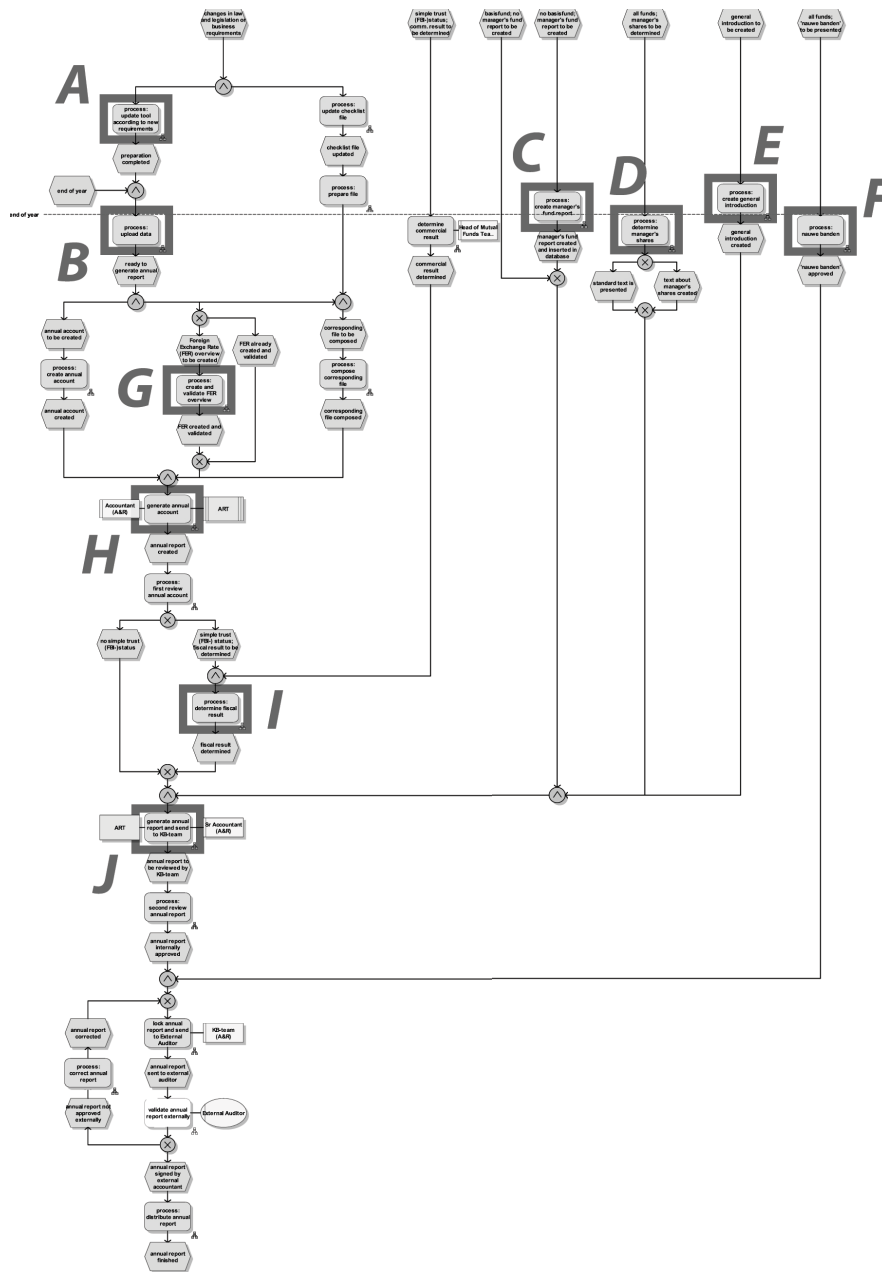 changes in law
and legislation or
business
requirements
simple trust
(FBI-)status;
comm. result to
be determined
basisfund; no
manager's fund
report to be
created
no basisfund;
manager's fund
report to be
created
all funds;
manager's
shares to be
determined
general
introduction to
be created
all funds;
'nauwe banden'
to be presented
A
process:
update tool
according to new
requirements
process:
update checklist
file
preparation
completed
checklist file
updated
end of year
process:
prepare file
C
process:
create manager's
fund report
D
E
process:
create general
introduction
F
end of year
B
process:
upload data
determine
commercial
result
Head of Mutual
Funds Tea..
manager's fund
report created
and inserted in
database
process:
determine
manager's
shares
general
introduction
created
process:
nauwe banden
ready to
generate annual
report
commercial
result
determined
standard text is
presented
text about
manager's
shares created
'nauwe banden'
approved
annual account
to be created
Foreign
Exchange Rate
(FER) overview
to be created
FER already
created and
validated
corresponding
file to be
composed
process:
create annual
account
G
process:
create and
validate FER
overview
process:
compose
corresponding
file
annual account
created
FER created and
validated
corresponding
file composed
H
Accountant
(A&R)
generate annual
account
ART
annual report
created
process:
first review
annual account
no simple trust
(FBI-)status
simple trust
(FBI-) status;
fiscal result to be
determined
I
process:
determine fiscal
result
fiscal result
determined
J
ART
generate annual
report and send
to KB-team
Sr Accountant
(A&R)
annual report to
be reviewed by
KB-team
process:
second review
annual report
annual report
internally
approved
annual report
corrected
lock annual
report and send
to External
Auditor
KB-team
(A&R)
process:
correct annual
report
annual report
sent to external
auditor
annual report not
approved
externally
validate annual
report externally
External Auditor
annual report
signed by
external
accountant
process:
distribute annual
report
annual report
finished